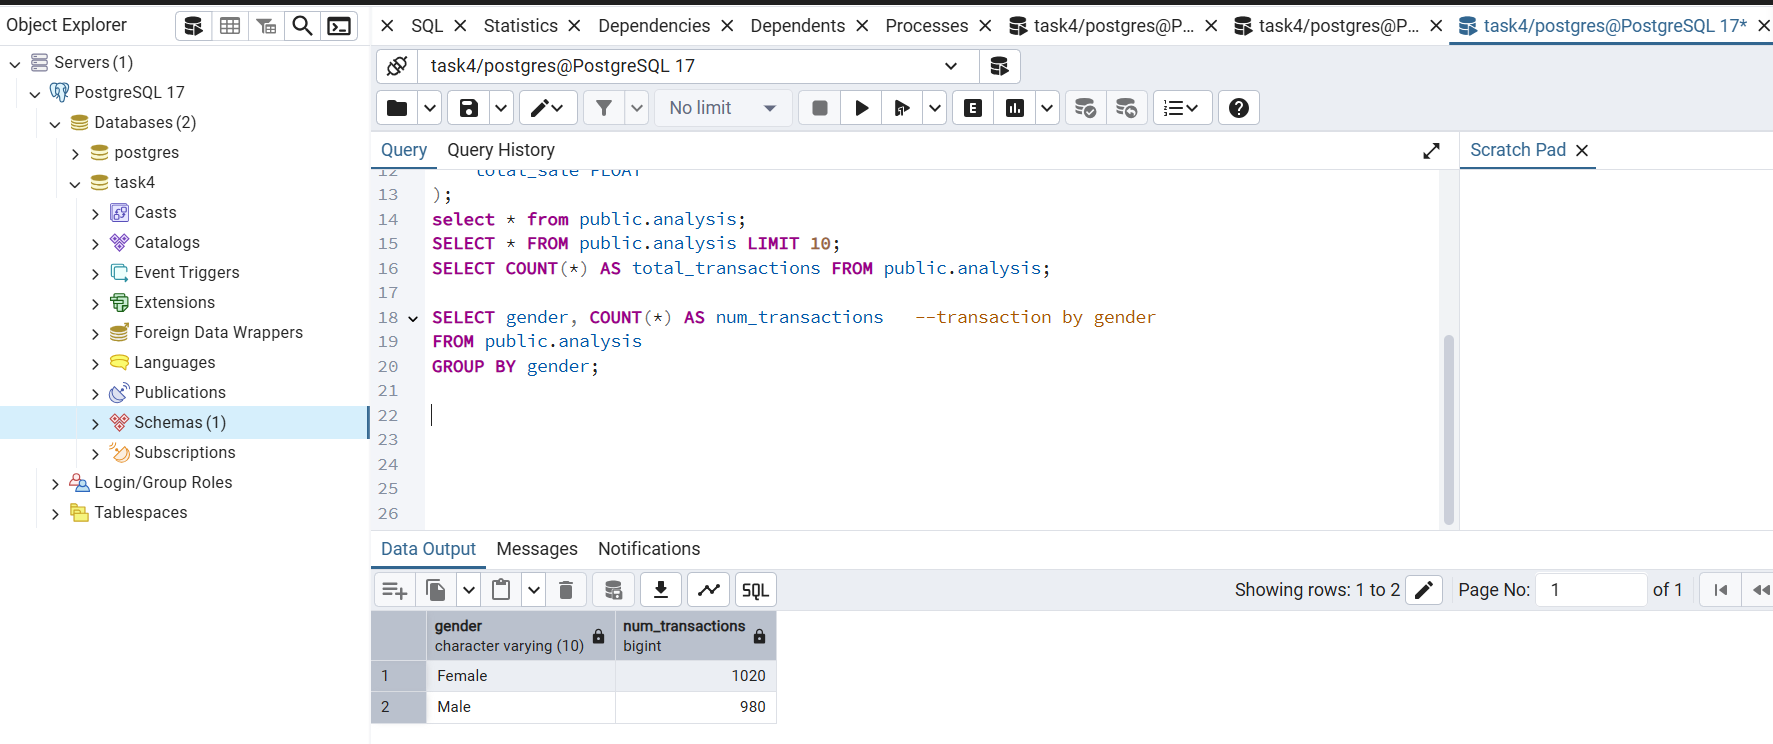 Object Explorer
Servers (1)
PostgreSQL 17
Databases (2)
postgres
task4
Casts
Catalogs
Event Triggers
Extensions
Foreign Data Wrappers
Languages
Publications
Schemas (1)
Subscriptions
Login/Group Roles
Tablespaces
SQL Statistics Dependencies Dependents Processes task4/postgres@P... task4/postgres@P... task4/postgres@PostgreSQL 17*
task4/postgres@PostgreSQL 17
No limit
Query Query History
Scratch Pad
12 total_sale FLOAT
13 );
14 select * from public.analysis;
15 SELECT * FROM public.analysis LIMIT 10;
16 SELECT COUNT(*) AS total_transactions FROM public.analysis;
17
18 SELECT gender, COUNT(*) AS num_transactions --transaction by gender
19 FROM public.analysis
20 GROUP BY gender;
21
22
23
24
25
26
Data Output Messages Notifications
SQL Showing rows: 1 to 2 Page No: 1 of 1
gender num_transactions
character varying (10) bigint
1 Female 1020
2 Male 980